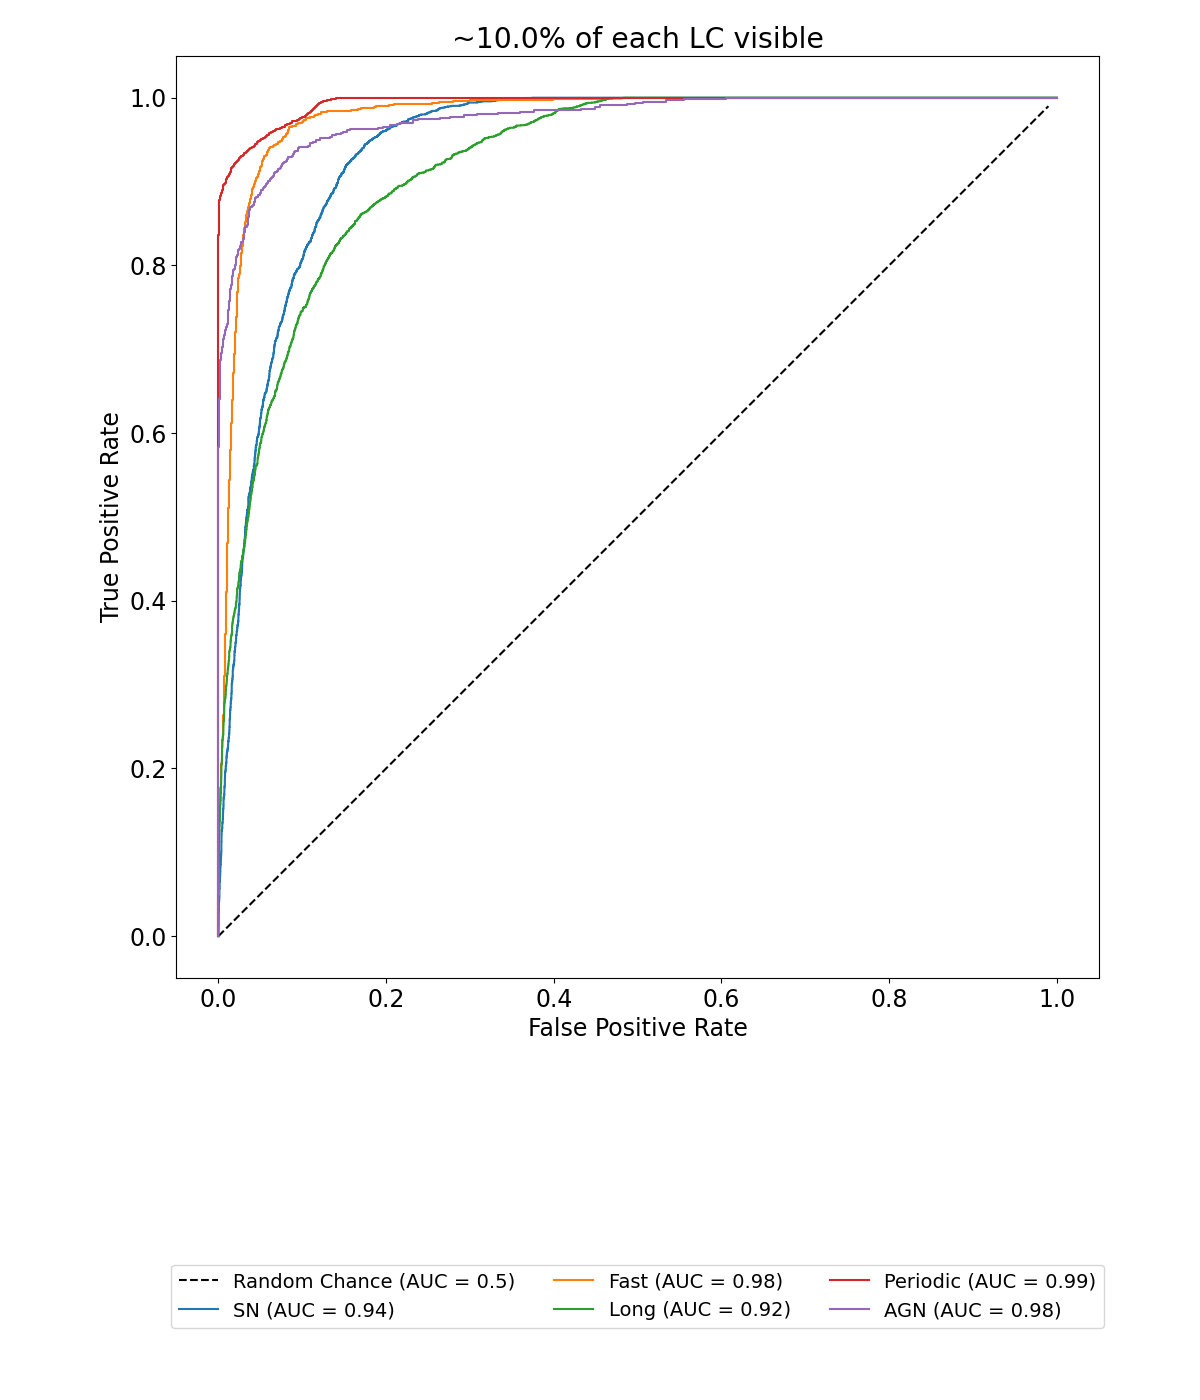 ~10.0% of each LC visible
1.0
0.8
0.6
0.4
0.2
0.0
True Positive Rate
0.0 0.2 0.4 0.6 0.8 1.0
False Positive Rate
Random Chance (AUC = 0.5) Fast (AUC = 0.98) Periodic (AUC = 0.99)
SN (AUC = 0.94) Long (AUC = 0.92) AGN (AUC = 0.98)